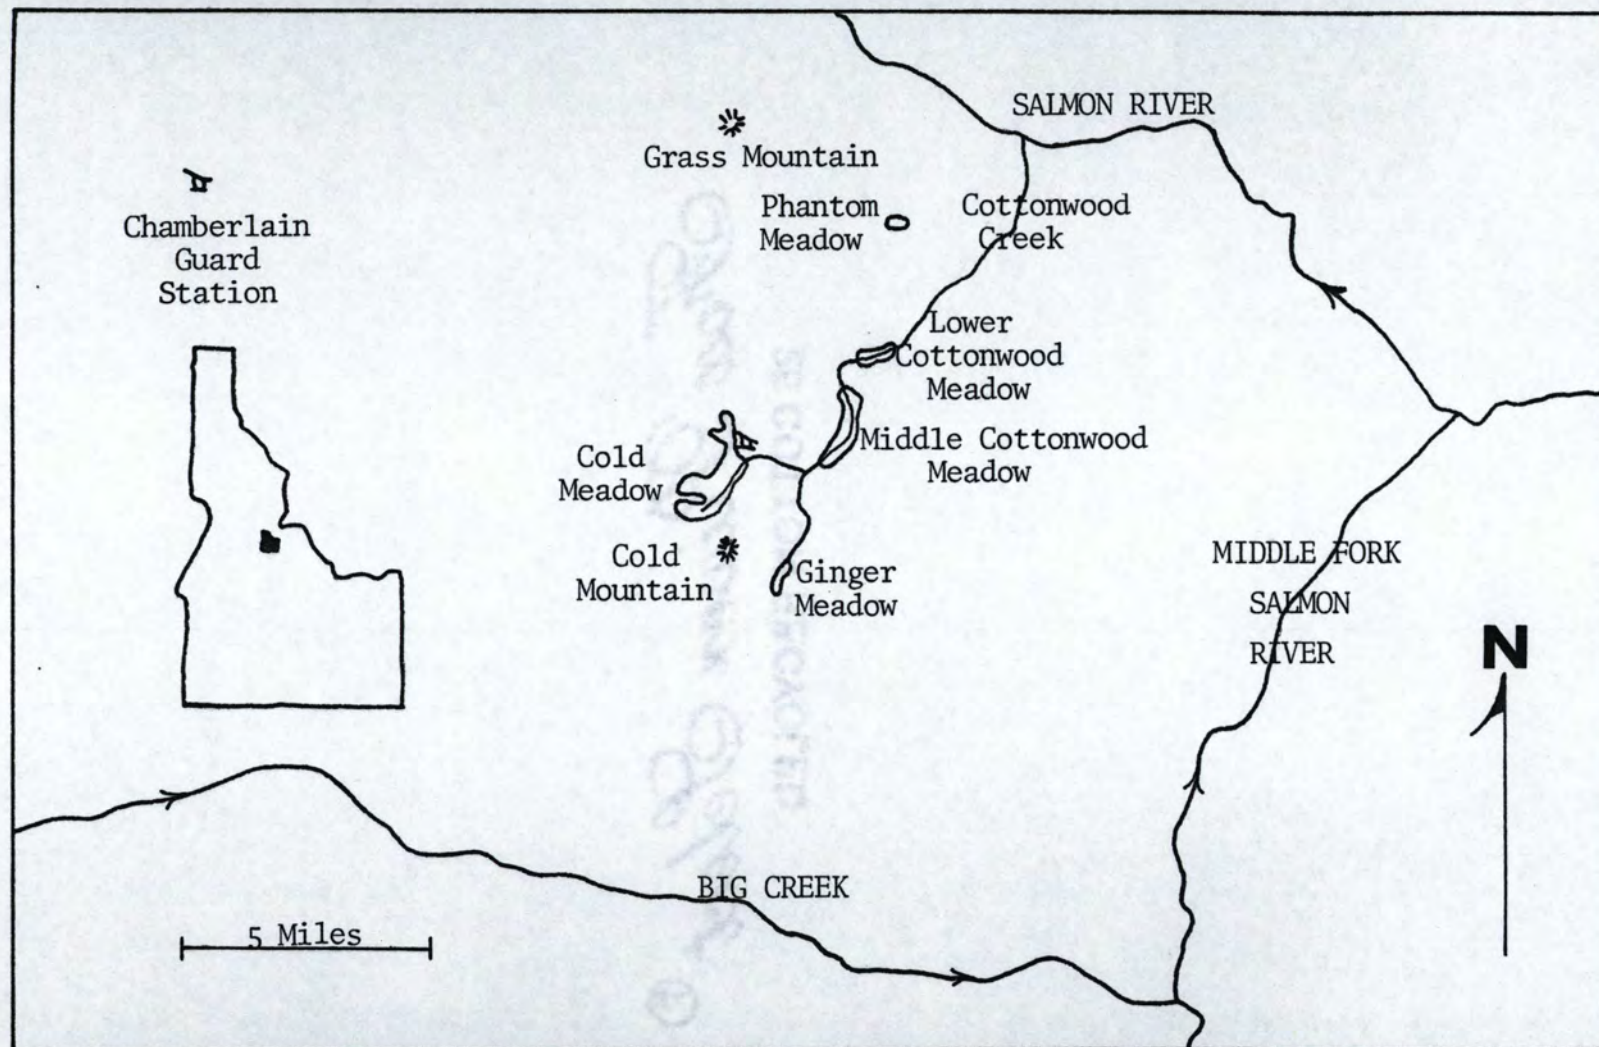 SALMON RIVER
Grass Mountain
Phantom
Meadow
Cottonwood
Creek
Chamberlain
Guard
Station
Lower
Cottonwood
Meadow
Middle Cottonwood
Meadow
Cold
Meadow
Cold
Mountain
Ginger
Meadow
MIDDLE FORK
SALMON
RIVER
N
BIG CREEK
5 Miles